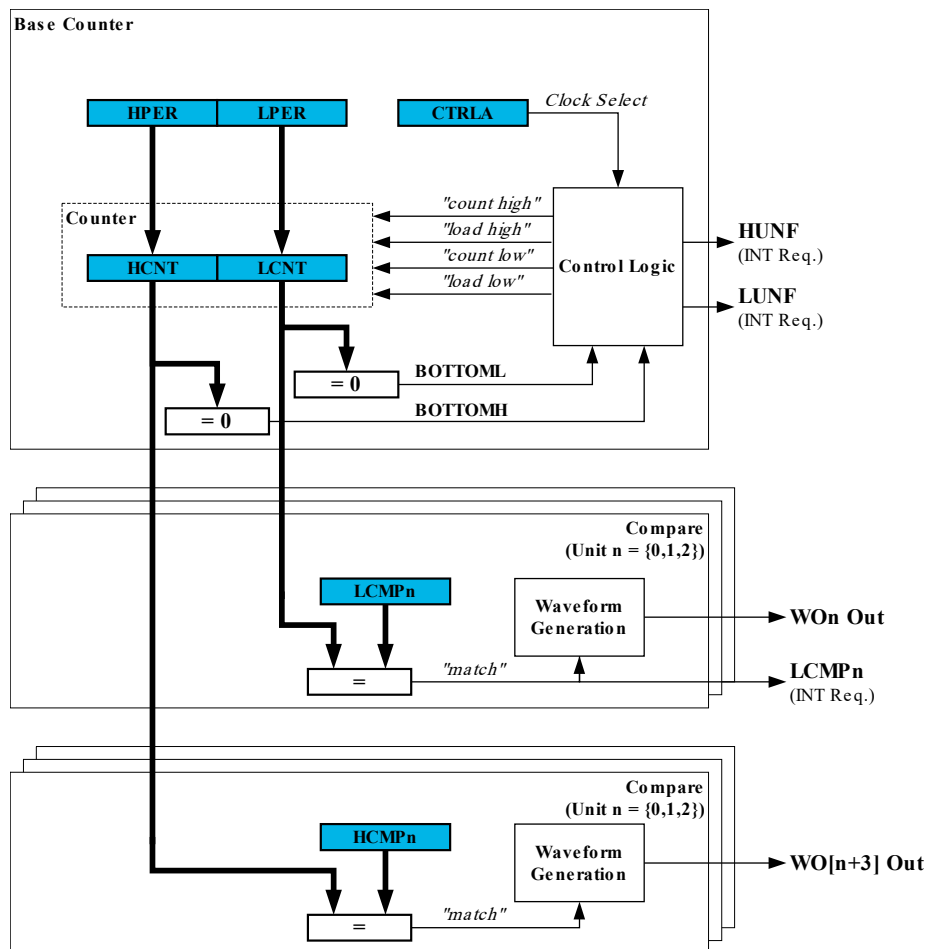 Base Counter
HPER LPER CTRLA Clock Select
Counter
"count high"
"load high"
"count low"
"load low"
HCNT LCNT
Control Logic
HUNF
(INT Req.)
LUNF
(INT Req.)
= 0 BOTTOML
= 0 BOTTOMH
Compare
(Unit n = {0,1,2})
LCMPn
Waveform
Generation
WOn Out
= "match"
LCMPn
(INT Req.)
Compare
(Unit n = {0,1,2})
HCMPn
Waveform
Generation
WO[n+3] Out
= "match"